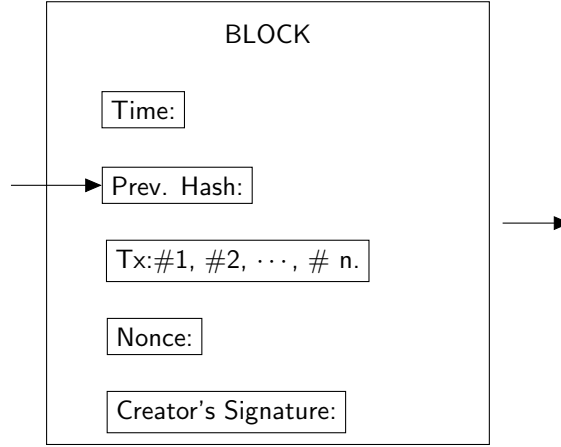 BLOCK
Time:
Prev. Hash:
Tx:#1, #2, ⋯, # n.
Nonce:
Creator's Signature: